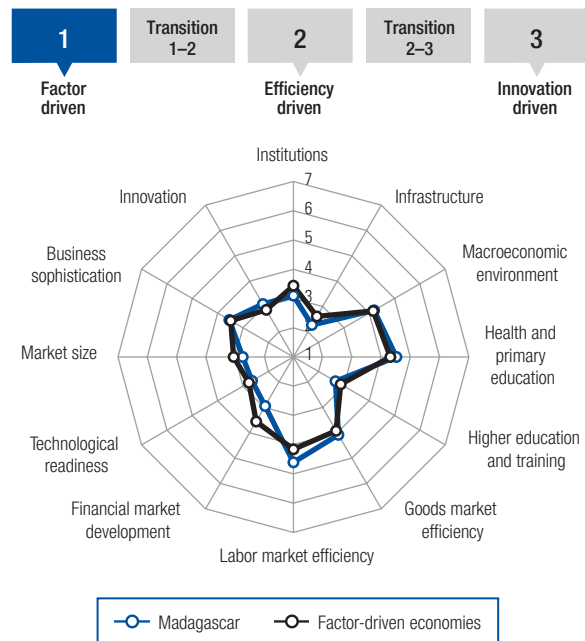 1
Transition
1–2
2
Transition
2–3
3
Factor
driven
Efficiency
driven
Innovation
driven
Institutions
Infrastructure
Macroeconomic
environment
Health and
primary
education
Higher education
and training
Goods market
efficiency
Labor market efficiency
Financial market
development
Technological
readiness
Market size
Business
sophistication
Innovation
7
6
5
4
3
2
1
Madagascar
Factor-driven economies